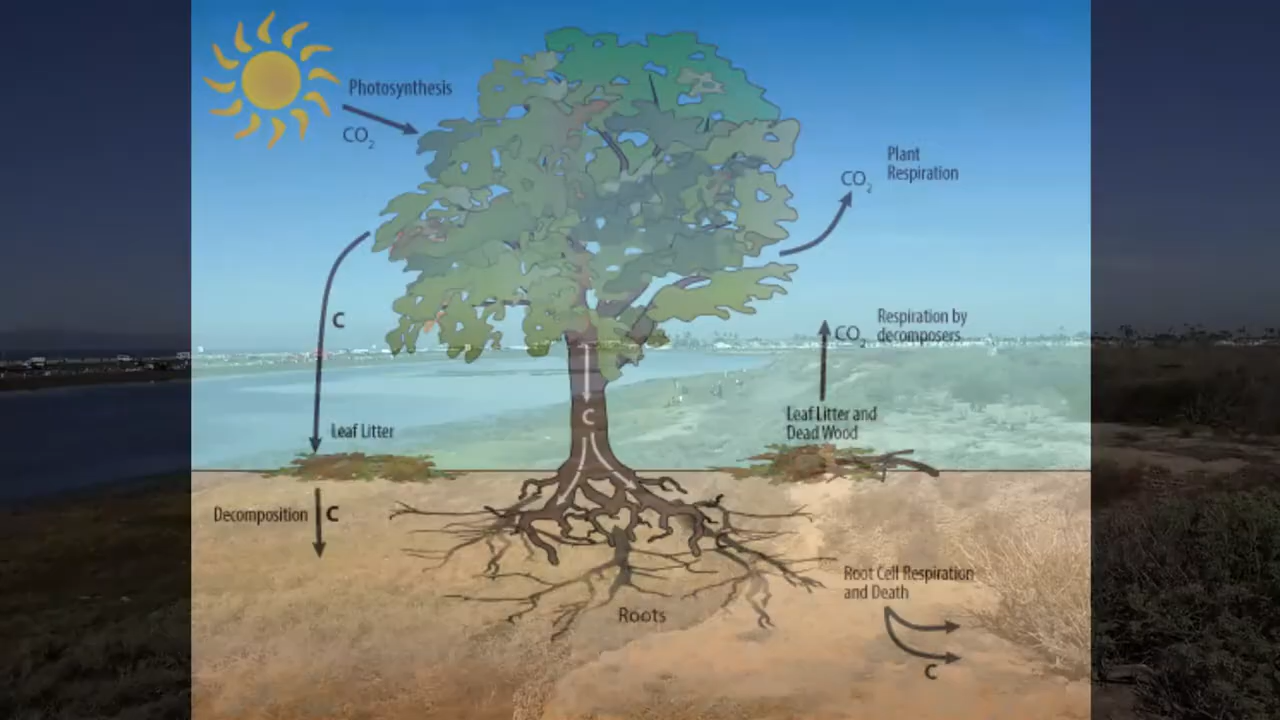 Photosynthesis
CO2
Plant
Respiration
CO2
C
Respiration by
decomposers
CO2
Leaf Litter
Leaf Litter and
Dead Wood
C
Decomposition
C
Root Cell Respiration
and Death
Roots
C